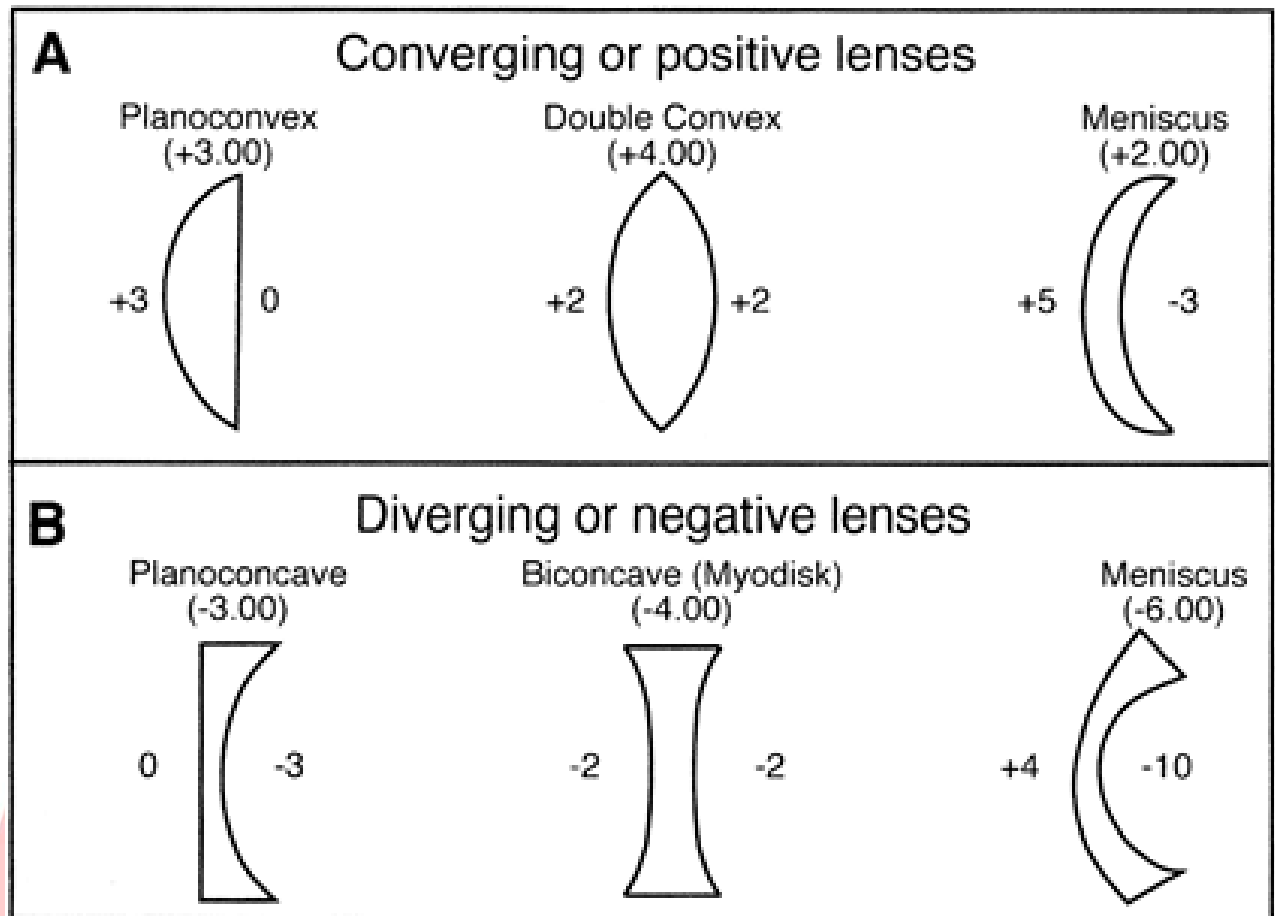 A
Converging or positive lenses
Planoconvex
(+3.00)
Double Convex
(+4.00)
Meniscus
(+2.00)
+3
0
+2
+2
+5
-3
B
Diverging or negative lenses
Planoconcave
(-3.00)
Biconcave (Myodisk)
(-4.00)
Meniscus
(-6.00)
0
-3
-2
-2
+4
-10